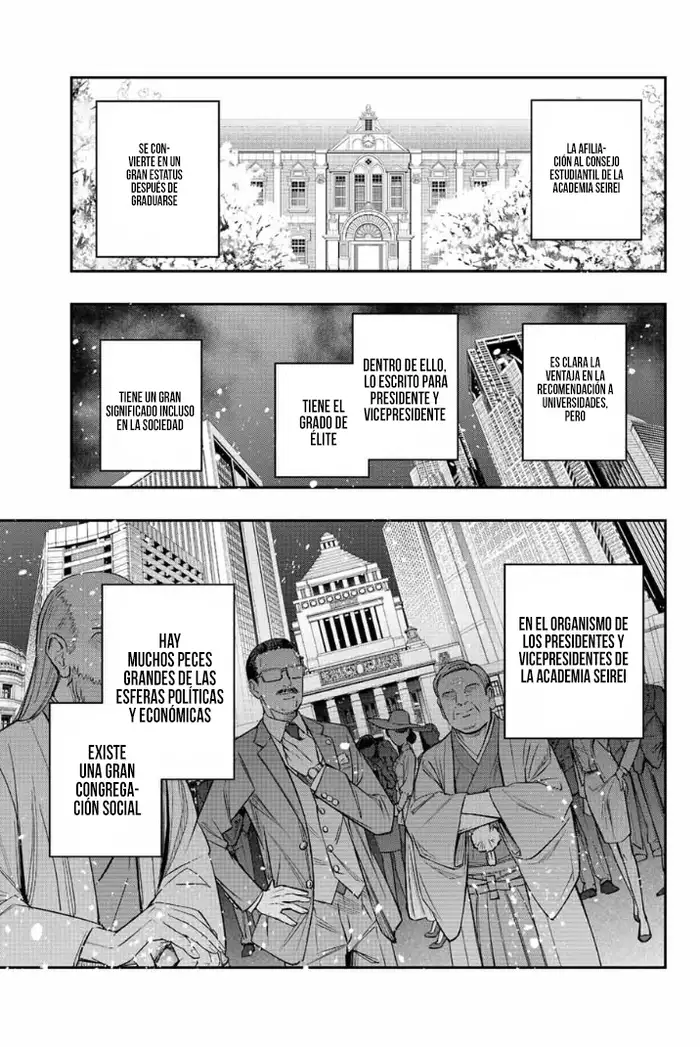 LA AFILIA-
CIÓN AL CONSEJO
ESTUDIANTIL DE LA
ACADEMIA SEIREI
SE CON-
VIERTE EN UN
GRAN ESTATUS
DESPUÉS DE
GRADUARSE
ES CLARA LA
VENTAJA EN LA
RECOMENDACIÓN A
UNIVERSIDADES,
PERO
DENTRO DE ELLO,
LO ESCRITO PARA
PRESIDENTE Y
VICEPRESIDENTE
TIENE EL
GRADO DE
ÉLITE
TIENE UN GRAN
SIGNIFICADO INCLUSO
EN LA SOCIEDAD
EN EL ORGANISMO DE
LOS PRESIDENTES Y
VICEPRESIDENTES DE
LA ACADEMIA SEIREI
HAY
MUCHOS PECES
GRANDES DE LAS
ESFERAS POLÍTICAS
Y ECONÓMICAS
EXISTE
UNA GRAN
CONGREGA-
CIÓN SOCIAL